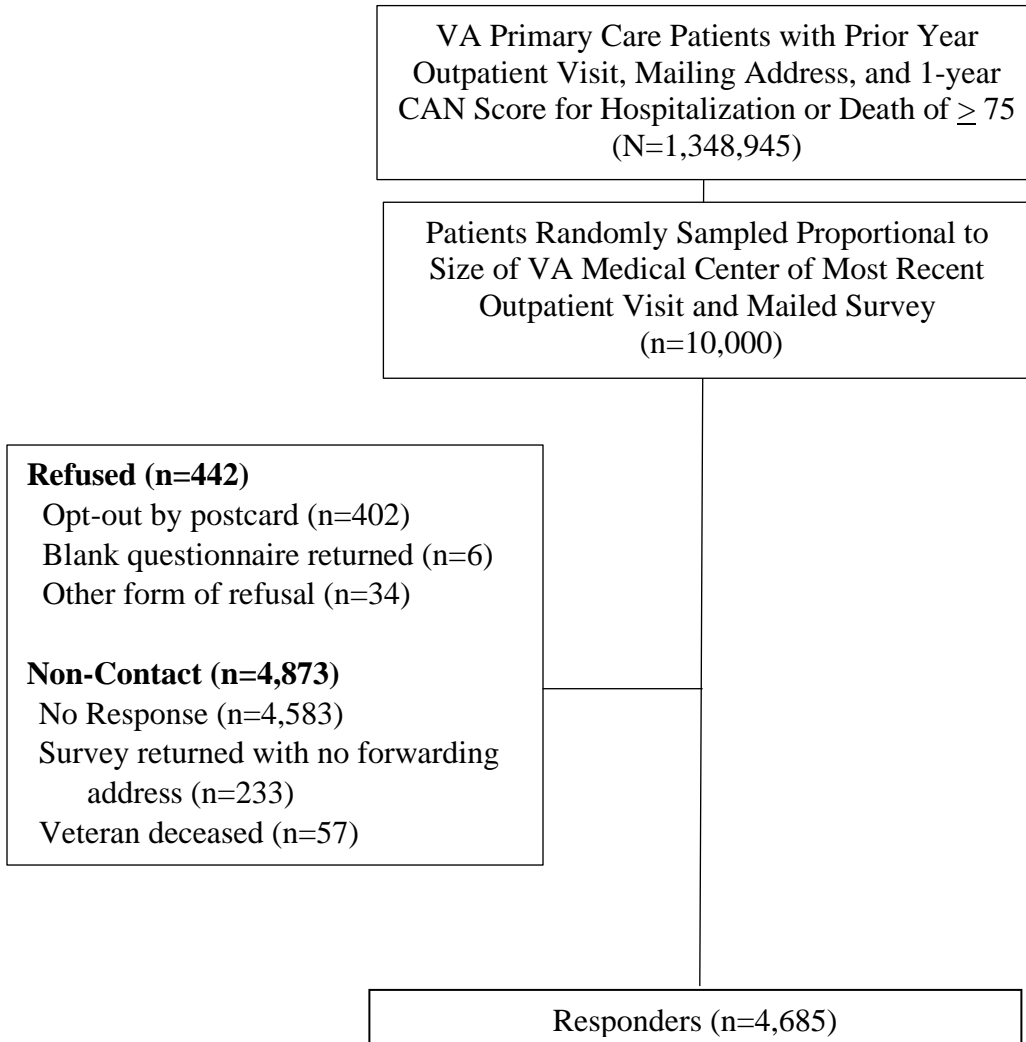 VA Primary Care Patients with Prior Year
Outpatient Visit, Mailing Address, and 1-year
CAN Score for Hospitalization or Death of ≥ 75
(N=1,348,945)
Patients Randomly Sampled Proportional to
Size of VA Medical Center of Most Recent
Outpatient Visit and Mailed Survey
(n=10,000)
Refused (n=442)
Opt-out by postcard (n=402)
Blank questionnaire returned (n=6)
Other form of refusal (n=34)
Non-Contact (n=4,873)
No Response (n=4,583)
Survey returned with no forwarding
address (n=233)
Veteran deceased (n=57)
Responders (n=4,685)